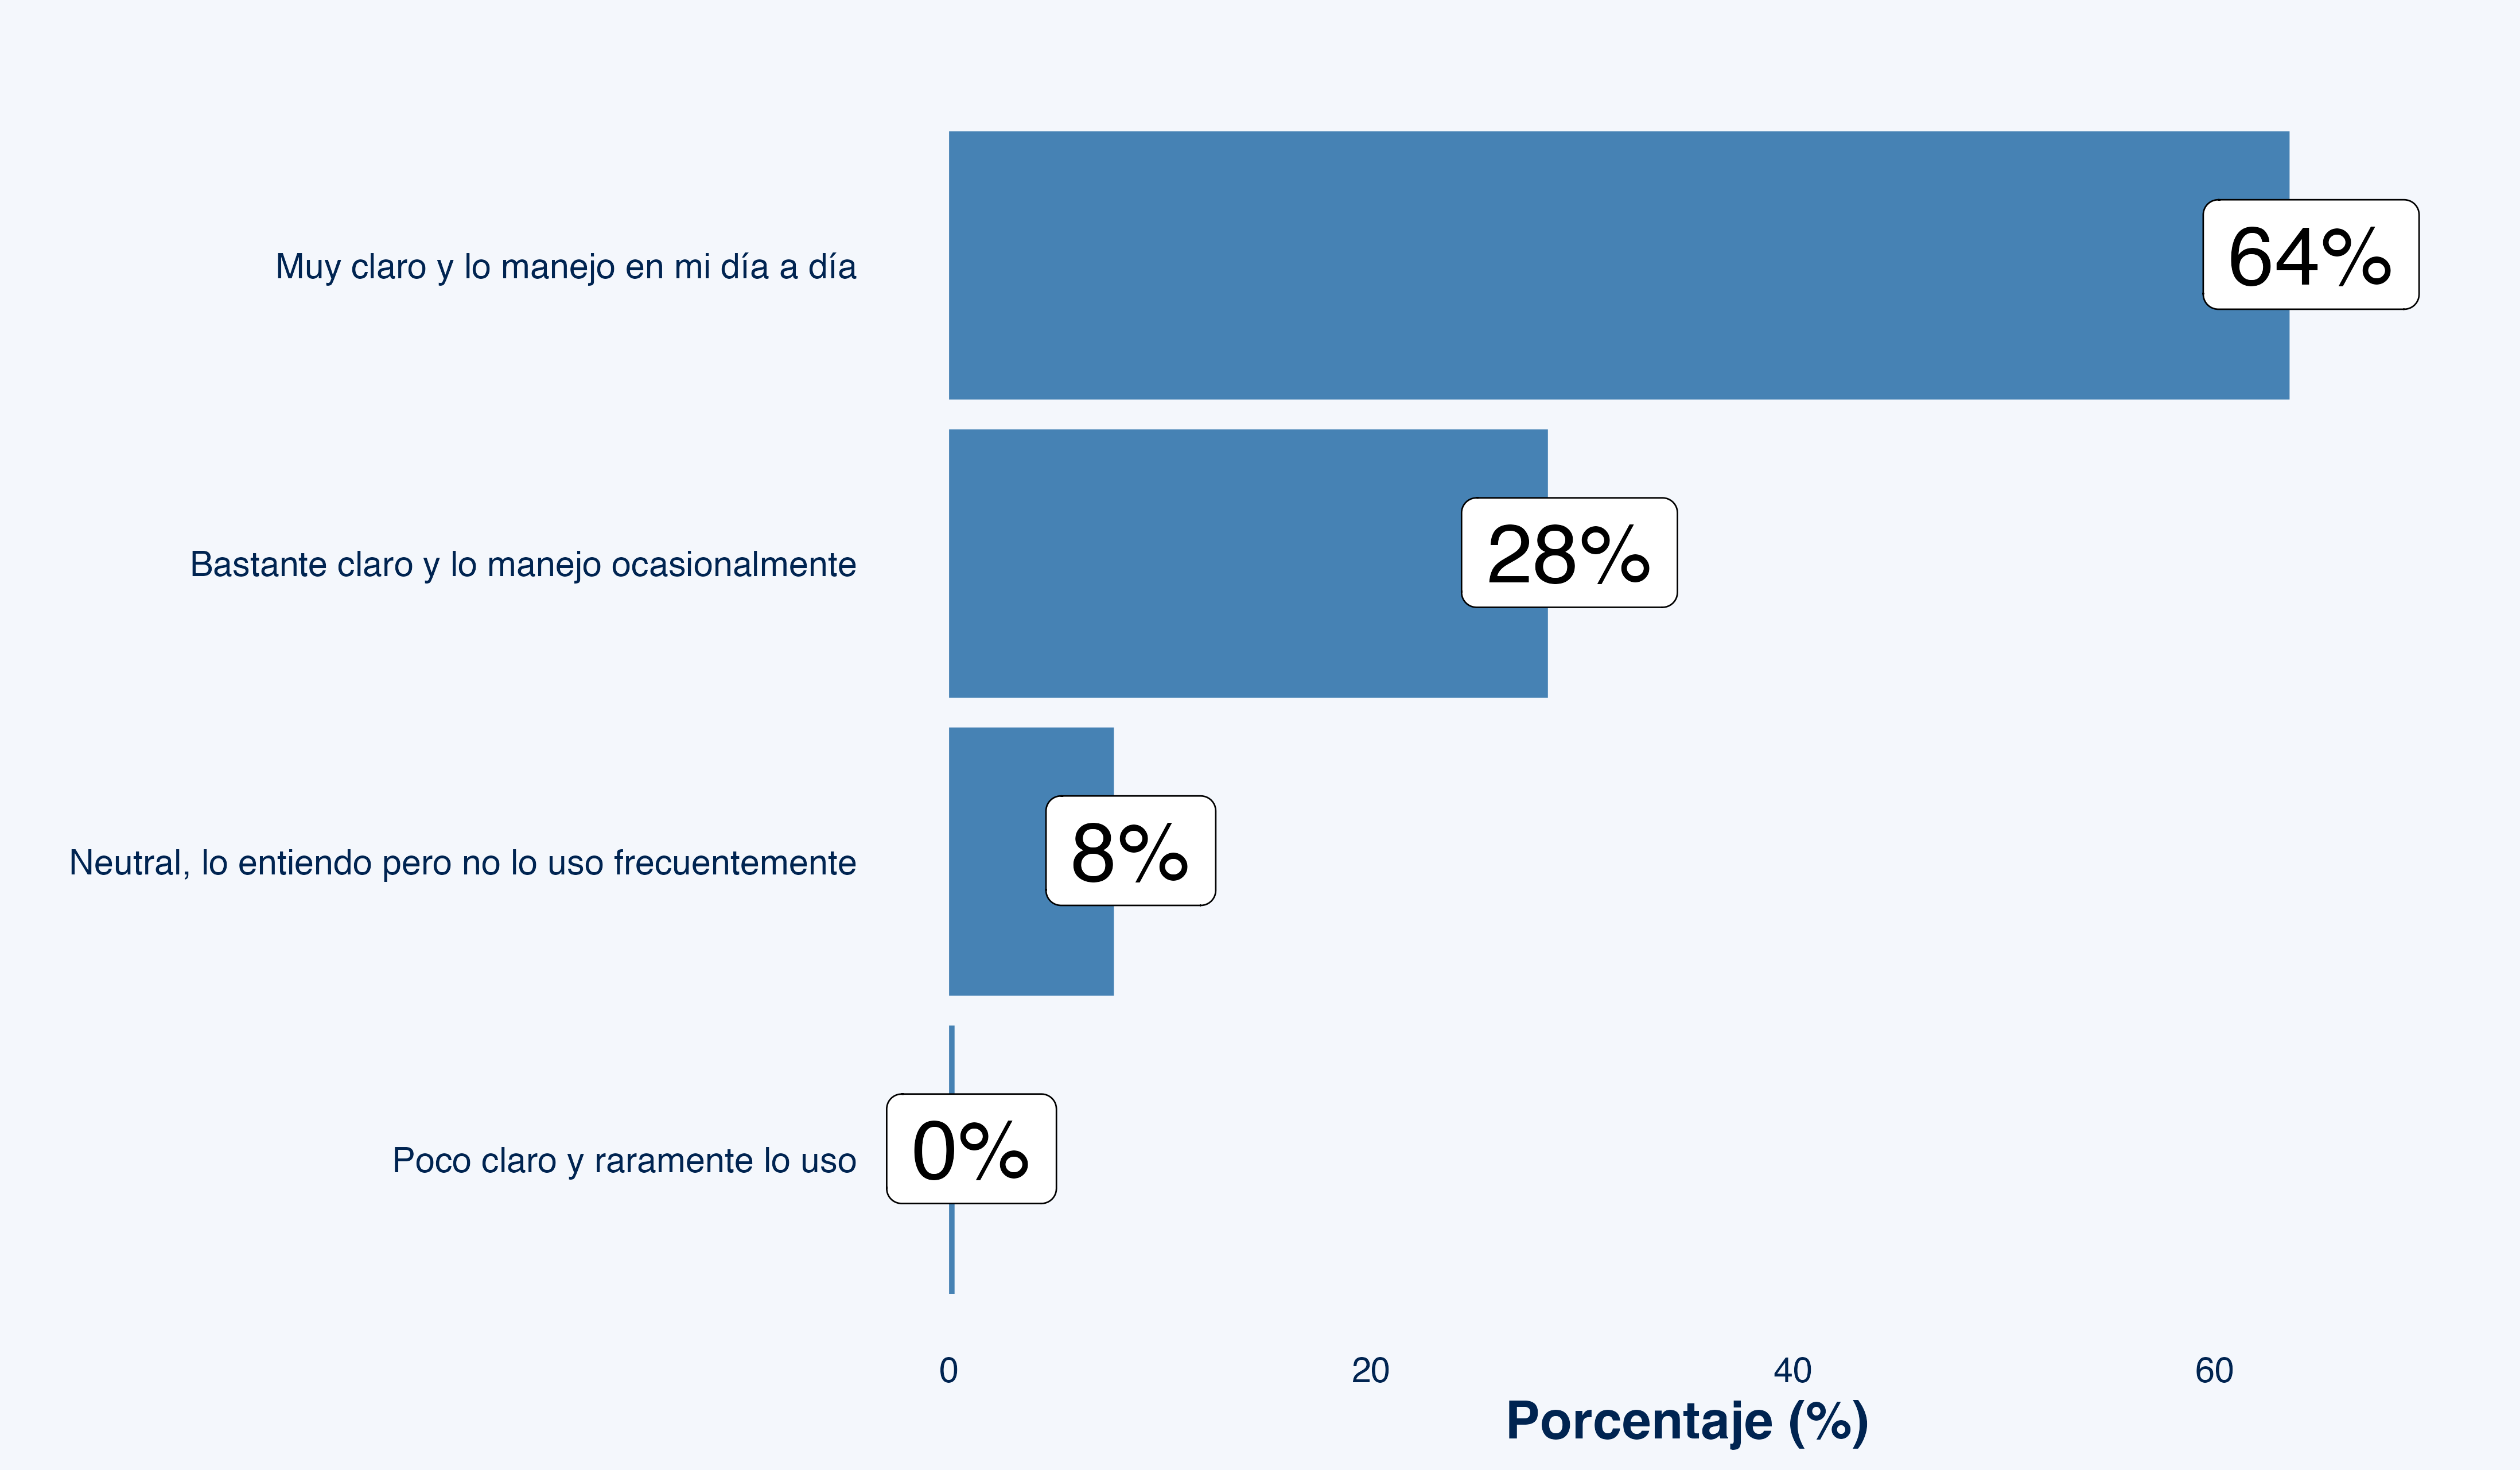 Muy claro y lo manejo en mi día a día
64%
Bastante claro y lo manejo ocasionalmente
28%
Neutral, lo entiendo pero no lo uso frecuentemente
8%
Poco claro y raramente lo uso
0%
0 20 40 60
Porcentaje (%)